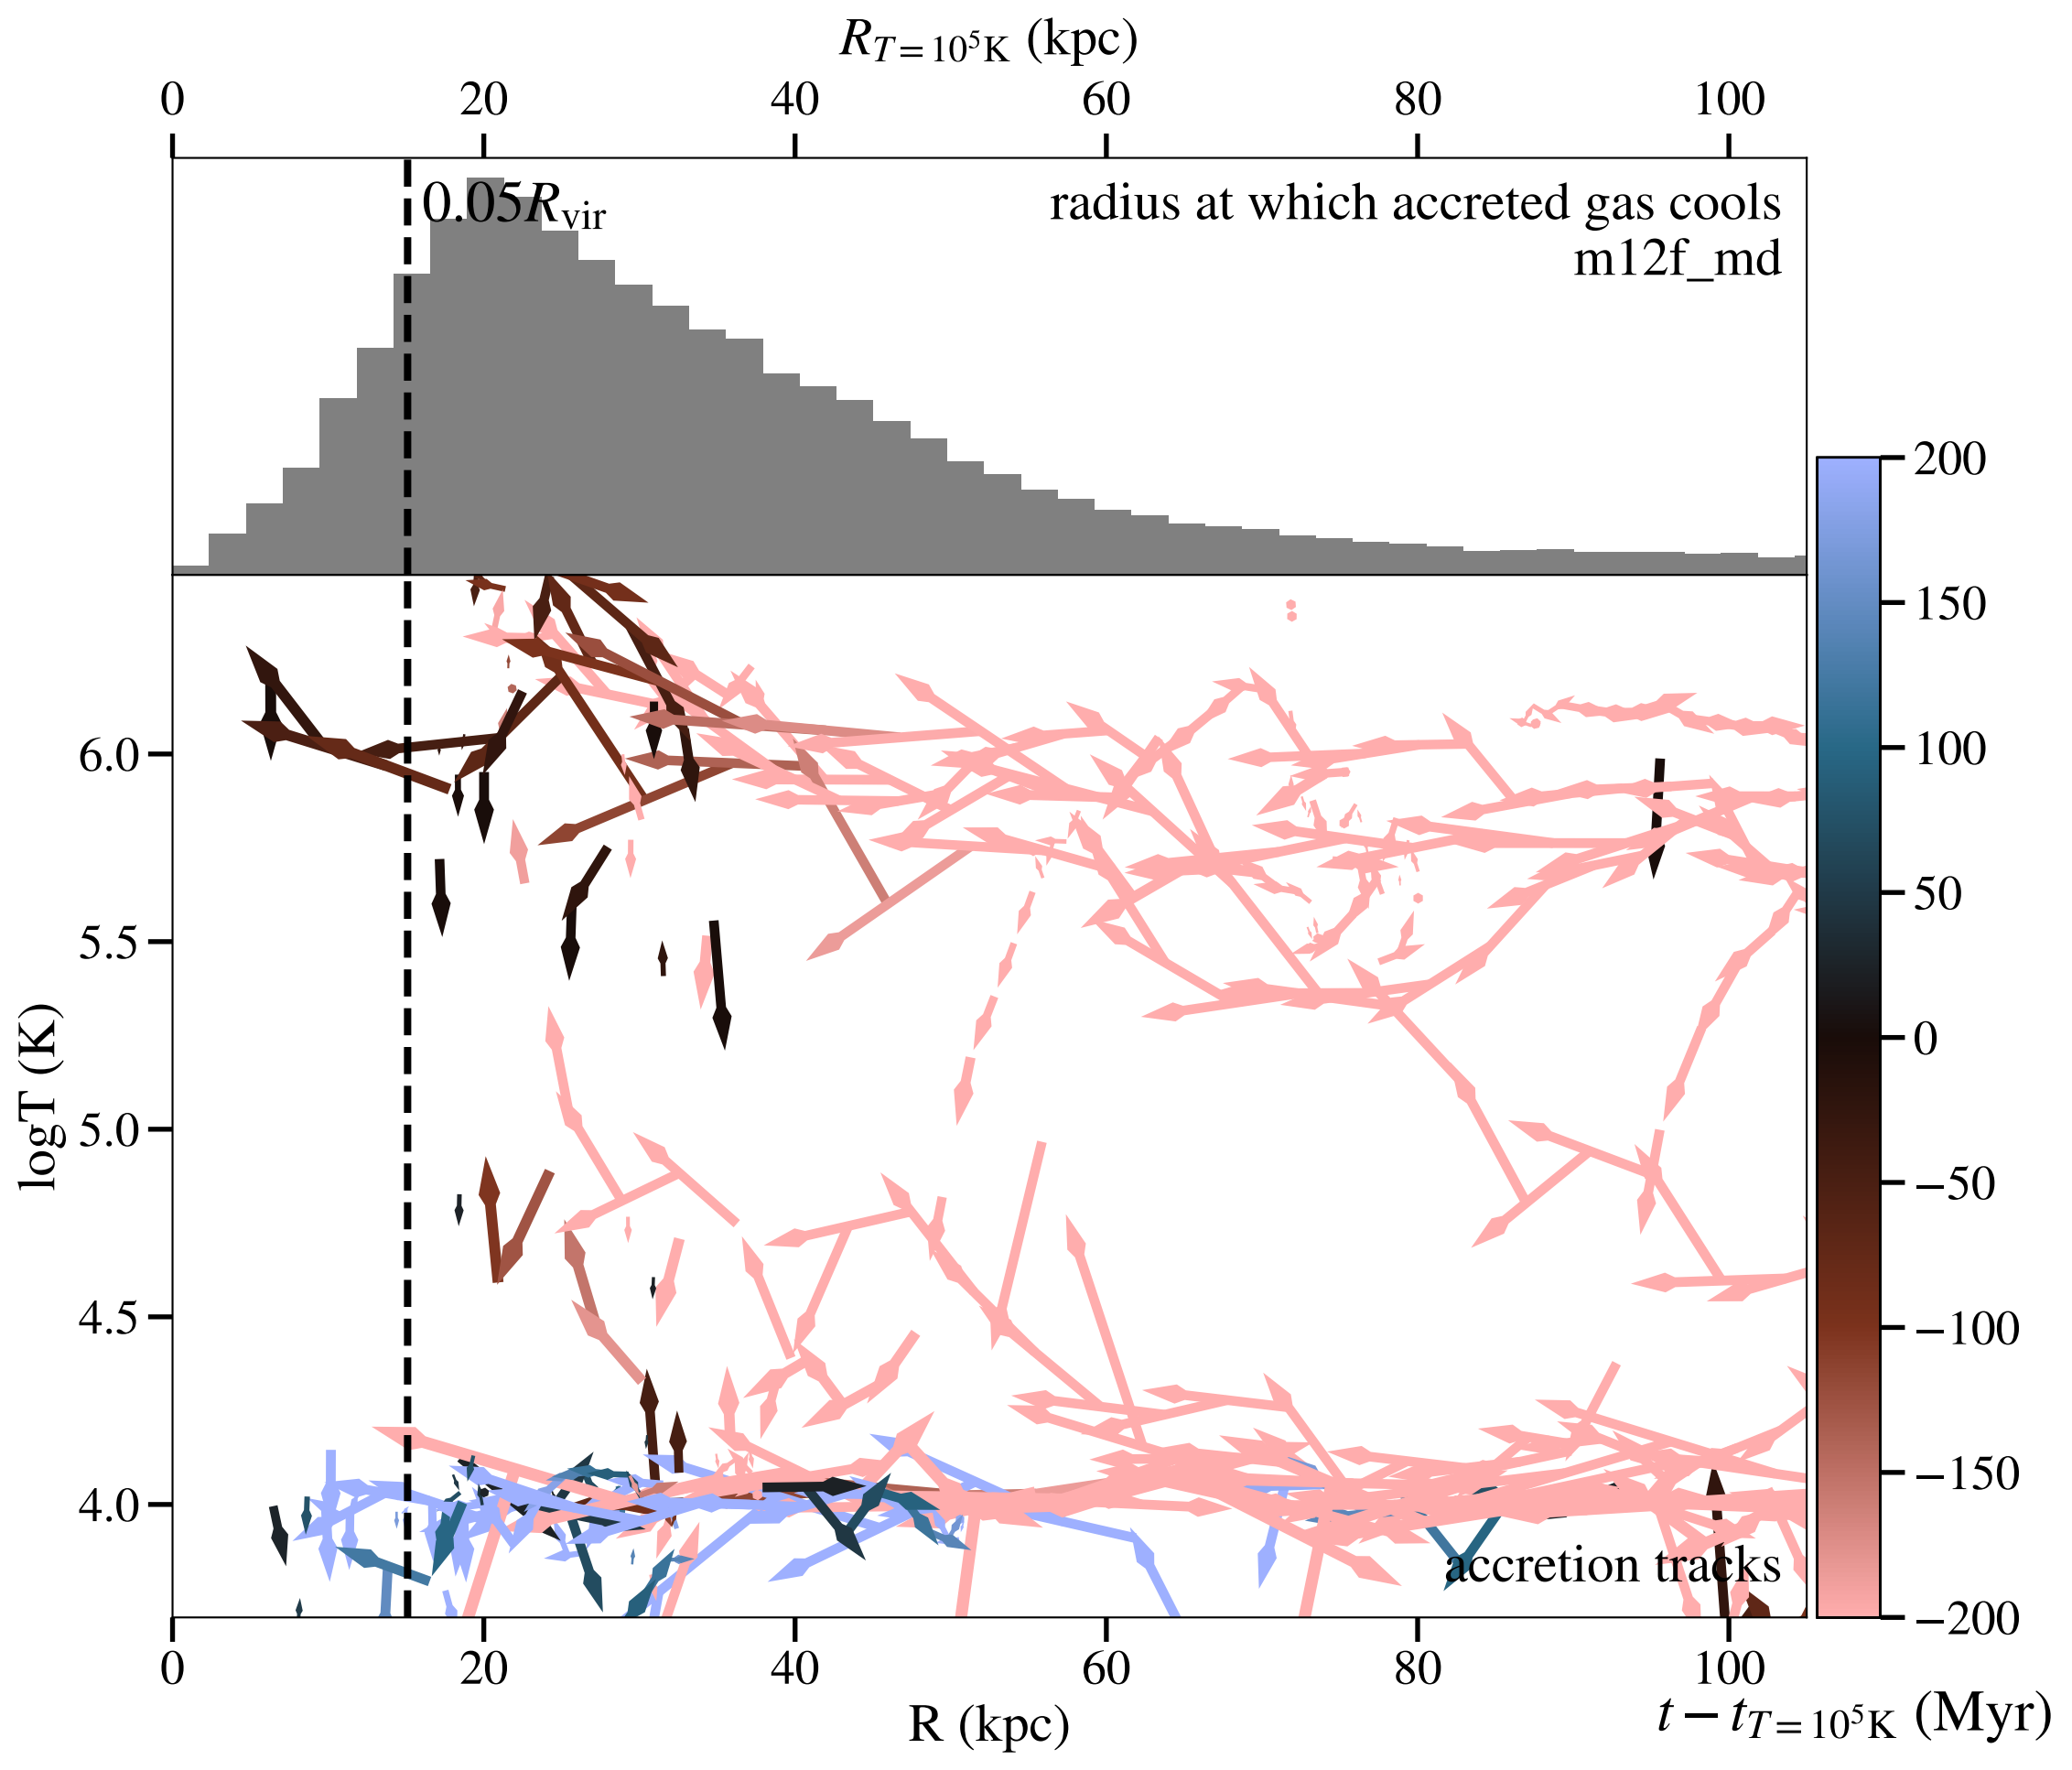 R_{T=10^5K} (kpc)
0 20 40 60 80 100
0.05R_vir
radius at which accreted gas cools
m12f_md
200
150
100
50
0
−50
−100
−150
−200
6.0
5.5
5.0
4.5
4.0
logT (K)
accretion tracks
0 20 40 60 80 100
R (kpc)
t − t_{T=10^5K} (Myr)